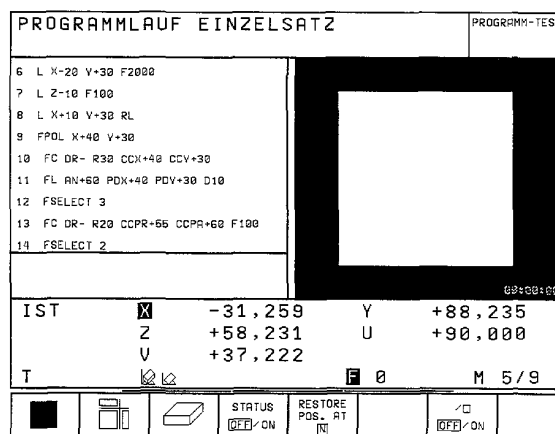 PROGRAMMLAUF EINZELSATZ
PROGRAMM-TES
6 L X-20 Y+30 F2000
7 L Z-10 F100
8 L X+10 Y+30 RL
9 FPOL X+40 Y+30
10 FC DR- R30 CCX+40 CCY+30
11 FL AN+60 PDX+40 PDY+30 D10
12 FSELECT 3
13 FC DR- R20 CCPR+55 CCPA+60 F100
14 FSELECT 2
00:00:00
IST X -31,259 Y +88,235
Z +58,231 U +90,000
V +37,222
T F 0 M 5/9
STATUS
OFF/ON
RESTORE
POS. AT
N
OFF/ON